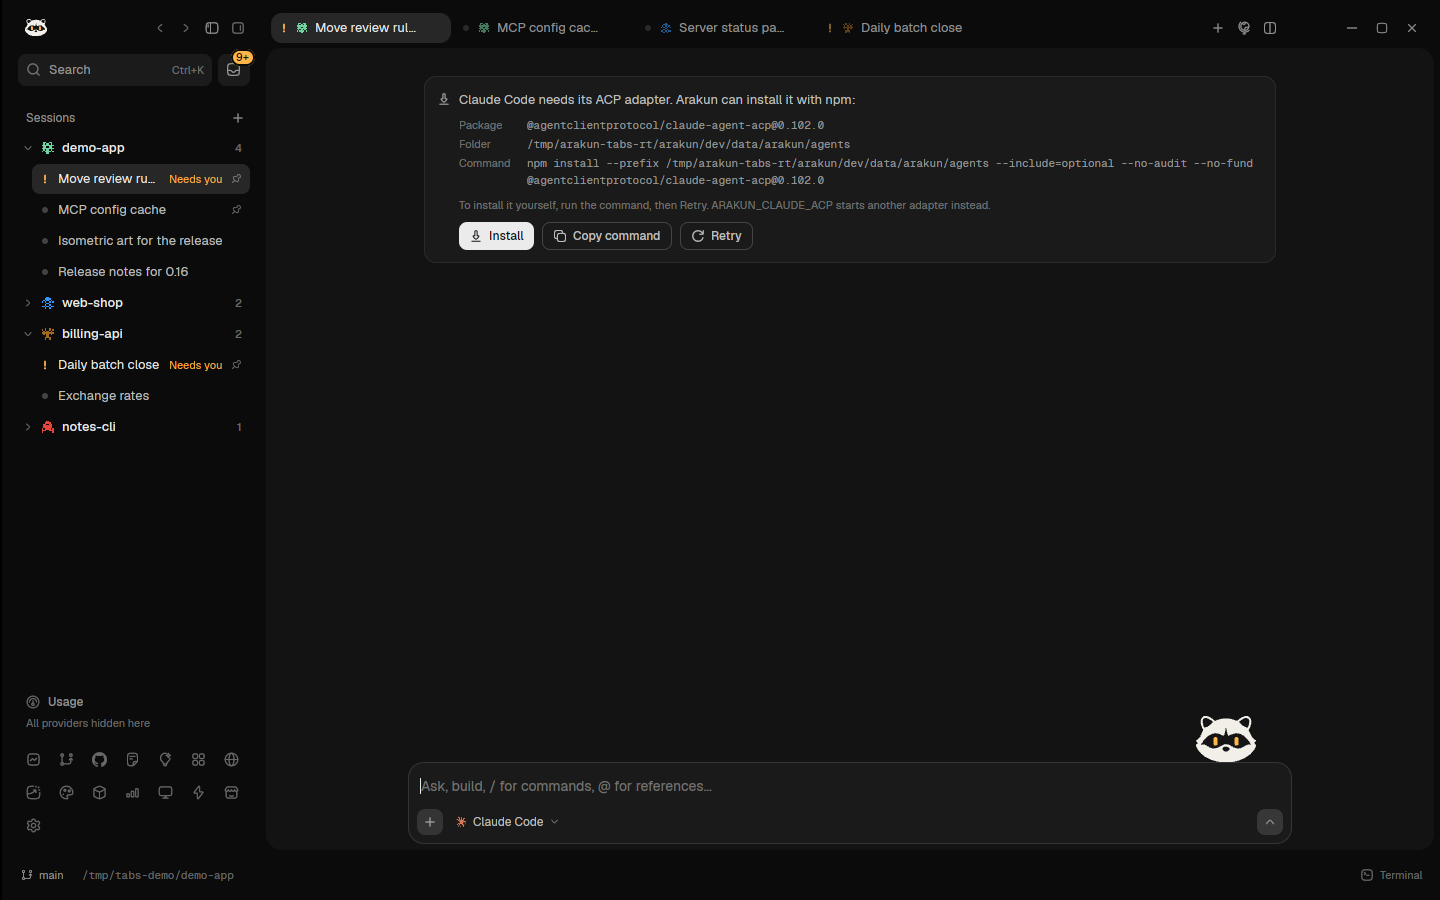 Move review rul...
MCP config cac...
Server status pa...
Daily batch close
Search
Ctrl+K
9+
Sessions
demo-app
4
Move review ru...
Needs you
MCP config cache
Isometric art for the release
Release notes for 0.16
web-shop
2
billing-api
2
Daily batch close
Needs you
Exchange rates
notes-cli
1
Usage
All providers hidden here
main
/tmp/tabs-demo/demo-app
Claude Code needs its ACP adapter. Arakun can install it with npm:
Package @agentclientprotocol/claude-agent-acp@0.102.0
Folder /tmp/arakun-tabs-rt/arakun/dev/data/arakun/agents
Command npm install --prefix /tmp/arakun-tabs-rt/arakun/dev/data/arakun/agents --include=optional --no-audit --no-fund
@agentclientprotocol/claude-agent-acp@0.102.0
To install it yourself, run the command, then Retry. ARAKUN_CLAUDE_ACP starts another adapter instead.
Install
Copy command
Retry
Ask, build, / for commands, @ for references...
Claude Code
Terminal